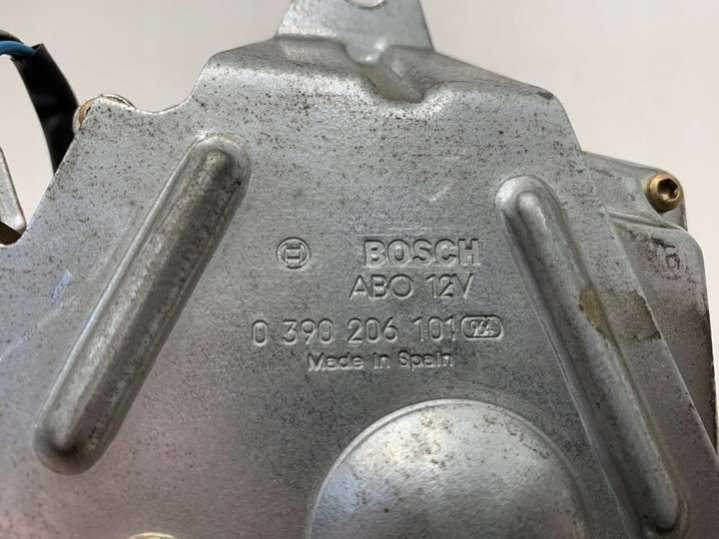 BOSCH
ABO 12V
0 390 206 101
Made in Spain